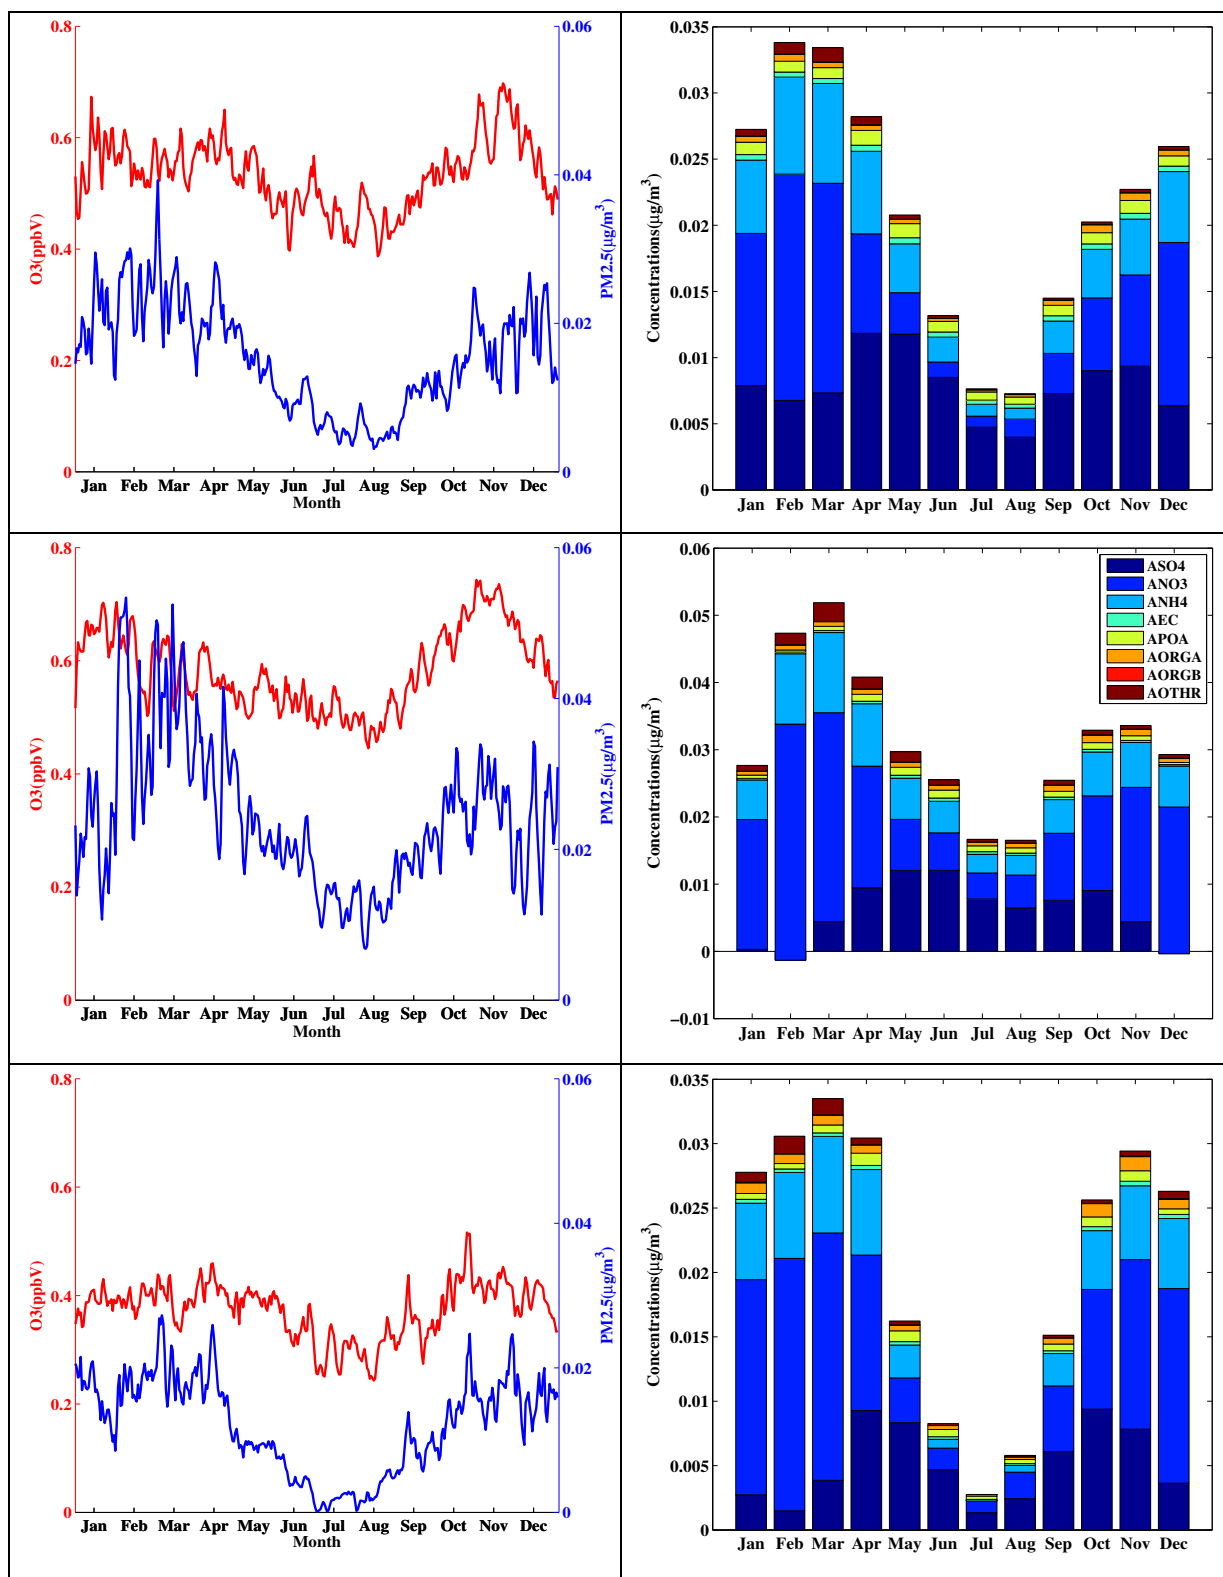 0.8
0.6
0.4
0.2
0
O3(ppbV)
0.06
0.04
0.02
0
PM2.5(μg/m³)
Jan Feb Mar Apr May Jun Jul Aug Sep Oct Nov Dec
Month
0.035
0.03
0.025
0.02
0.015
0.01
0.005
0
Concentrations(μg/m³)
Jan Feb Mar Apr May Jun Jul Aug Sep Oct Nov Dec
0.8
0.6
0.4
0.2
0
O3(ppbV)
0.06
0.04
0.02
0
PM2.5(μg/m³)
Jan Feb Mar Apr May Jun Jul Aug Sep Oct Nov Dec
Month
0.06
0.05
0.04
0.03
0.02
0.01
0
−0.01
Concentrations(μg/m³)
ASO4
ANO3
ANH4
AEC
APOA
AORGA
AORGB
AOTHR
Jan Feb Mar Apr May Jun Jul Aug Sep Oct Nov Dec
0.8
0.6
0.4
0.2
0
O3(ppbV)
0.06
0.04
0.02
0
PM2.5(μg/m³)
Jan Feb Mar Apr May Jun Jul Aug Sep Oct Nov Dec
Month
0.035
0.03
0.025
0.02
0.015
0.01
0.005
0
Concentrations(μg/m³)
Jan Feb Mar Apr May Jun Jul Aug Sep Oct Nov Dec